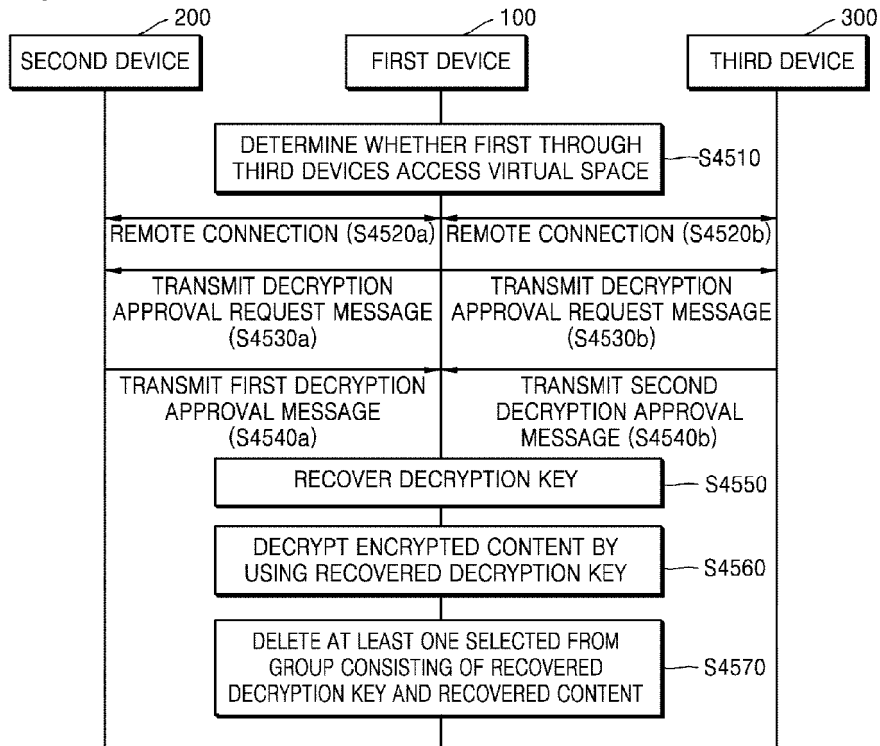 200
100
300
SECOND DEVICE
FIRST DEVICE
THIRD DEVICE
DETERMINE WHETHER FIRST THROUGH
THIRD DEVICES ACCESS VIRTUAL SPACE
S4510
REMOTE CONNECTION (S4520a)
REMOTE CONNECTION (S4520b)
TRANSMIT DECRYPTION
APPROVAL REQUEST MESSAGE
(S4530a)
TRANSMIT DECRYPTION
APPROVAL REQUEST MESSAGE
(S4530b)
TRANSMIT FIRST DECRYPTION
APPROVAL MESSAGE
(S4540a)
TRANSMIT SECOND
DECRYPTION APPROVAL
MESSAGE (S4540b)
RECOVER DECRYPTION KEY
S4550
DECRYPT ENCRYPTED CONTENT BY
USING RECOVERED DECRYPTION KEY
S4560
DELETE AT LEAST ONE SELECTED FROM
GROUP CONSISTING OF RECOVERED
DECRYPTION KEY AND RECOVERED CONTENT
S4570